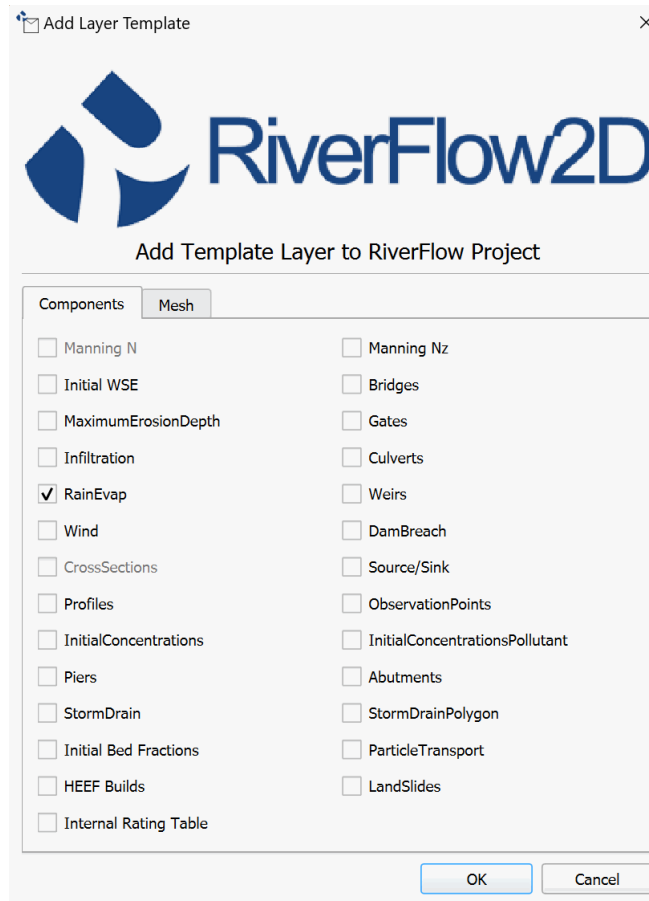 Add Layer Template
RiverFlow2D
Add Template Layer to RiverFlow Project
Components Mesh
Manning N Manning Nz
Initial WSE Bridges
MaximumErosionDepth Gates
Infiltration Culverts
RainEvap Weirs
Wind DamBreach
CrossSections Source/Sink
Profiles ObservationPoints
InitialConcentrations InitialConcentrationsPollutant
Piers Abutments
StormDrain StormDrainPolygon
Initial Bed Fractions ParticleTransport
HEEF Builds LandSlides
Internal Rating Table
OK Cancel